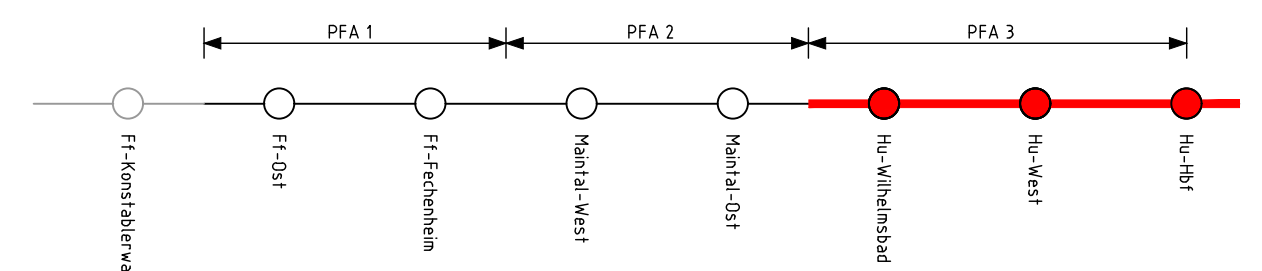 PFA 1
PFA 2
PFA 3
Ff-Konstablerwa
Ff-Ost
Ff-Fechenheim
Maintal-West
Maintal-Ost
Hu-Wilhelmsbad
Hu-West
Hu-Hbf